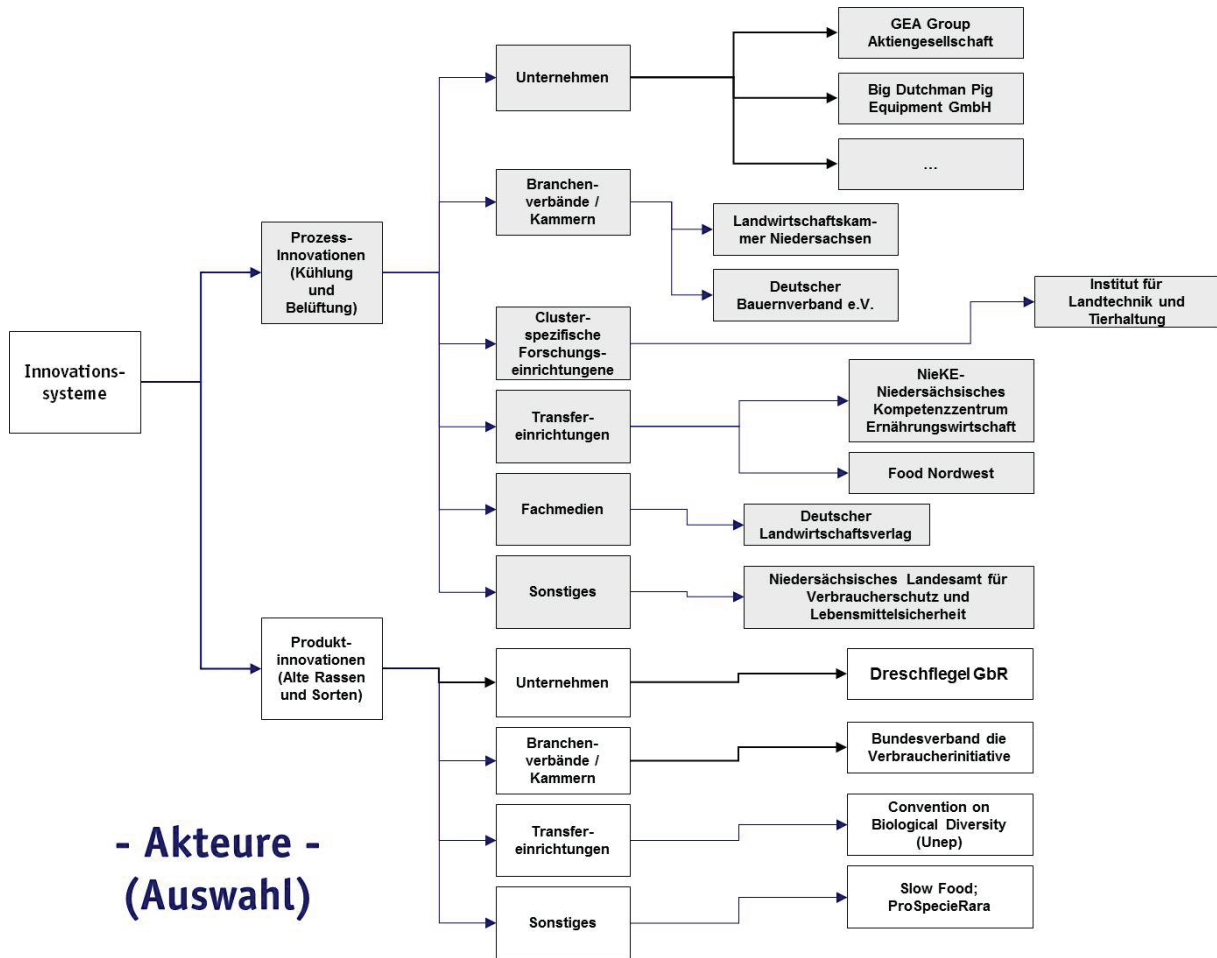 Innovations-
systeme
Prozess-
Innovationen
(Kühlung
und
Belüftung)
Unternehmen
GEA Group
Aktiengesellschaft
Big Dutchman Pig
Equipment GmbH
...
Branchen-
verbände /
Kammern
Landwirtschaftskam-
mer Niedersachsen
Deutscher
Bauernverband e.V.
Cluster-
spezifische
Forschungs-
einrichtungene
Institut für
Landtechnik und
Tierhaltung
Transfer-
einrichtungen
NieKE-
Niedersächsisches
Kompetenzzentrum
Ernährungswirtschaft
Food Nordwest
Fachmedien
Deutscher
Landwirtschaftsverlag
Sonstiges
Niedersächsisches Landesamt für
Verbraucherschutz und
Lebensmittelsicherheit
Produkt-
innovationen
(Alte Rassen
und Sorten)
Unternehmen
Dreschflegel GbR
Branchen-
verbände /
Kammern
Bundesverband die
Verbraucherinitiative
Transfer-
einrichtungen
Convention on
Biological Diversity
(Unep)
Sonstiges
Slow Food;
ProSpecieRara
- Akteure -
(Auswahl)